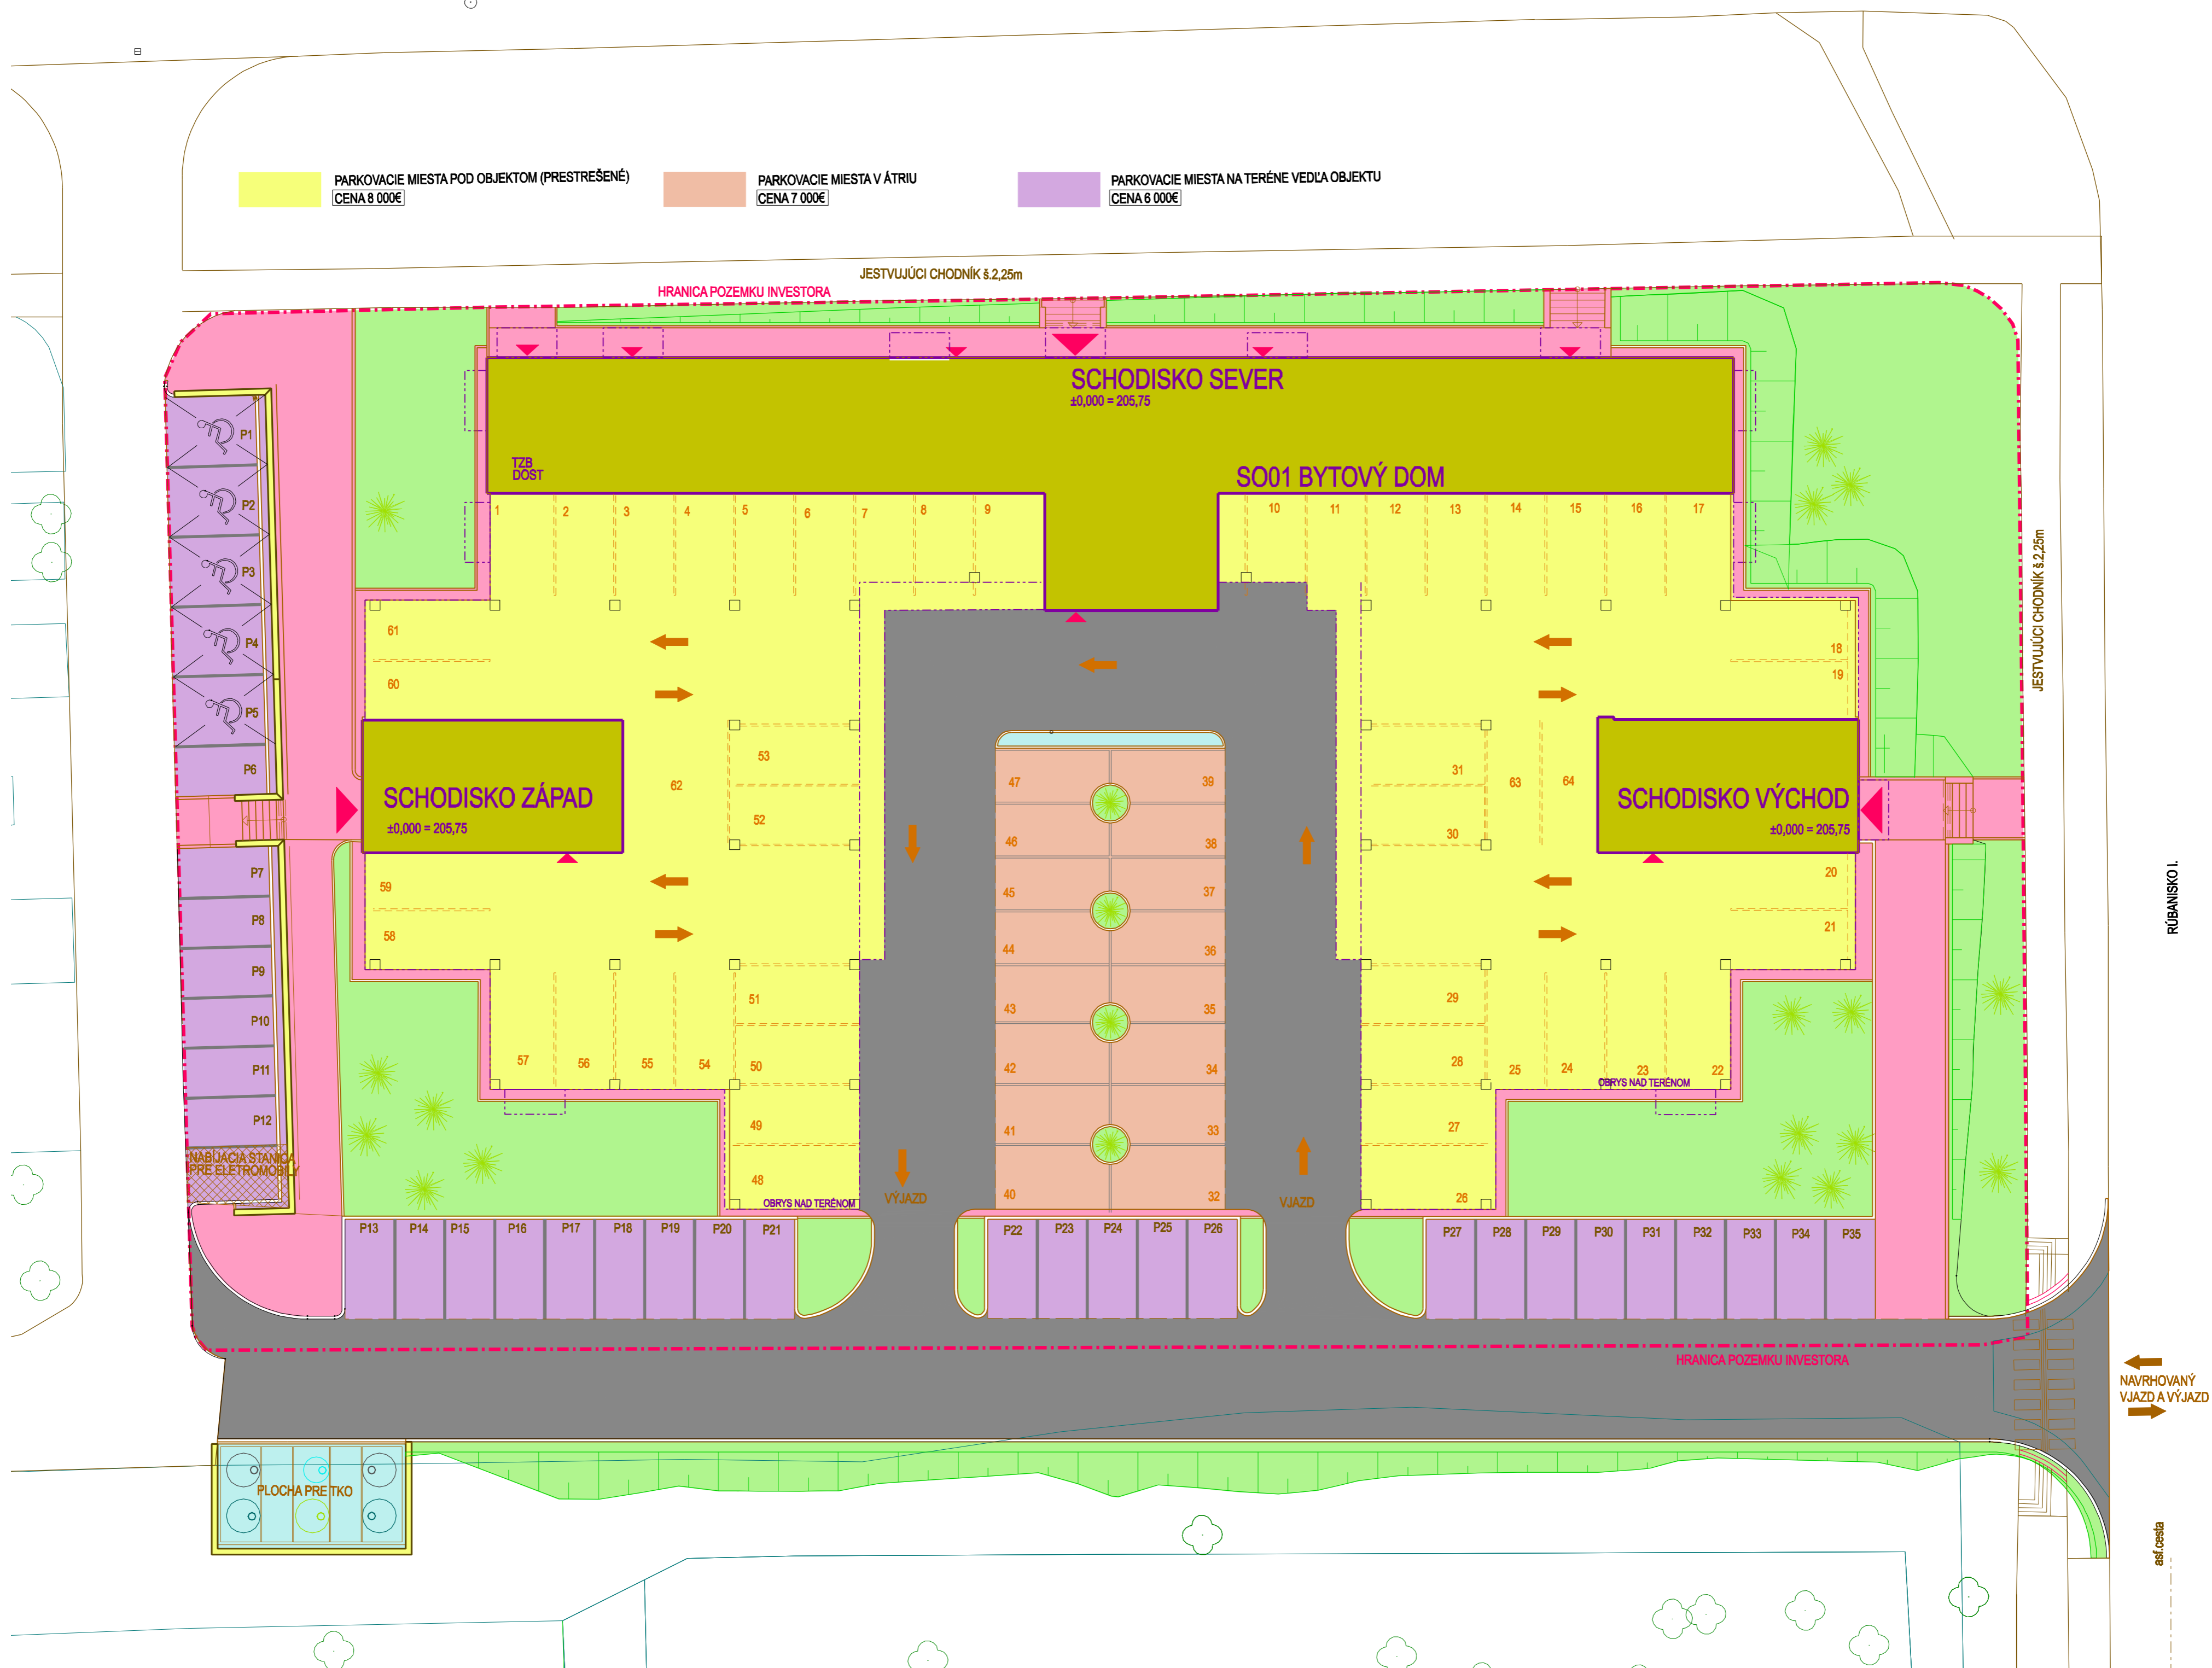 PARKOVACIE MIESTA POD OBJEKTOM (PRESTREŠENÉ)
CENA 8 000€
PARKOVACIE MIESTA V ÁTRIU
CENA 7 000€
PARKOVACIE MIESTA NA TERÉNE VEDĽA OBJEKTU
CENA 6 000€
JESTVUJÚCI CHODNÍK š.2,25m
HRANICA POZEMKU INVESTORA
SCHODISKO SEVER
±0,000 = 205,75
TZB
DOST
SO01 BYTOVÝ DOM
1 2 3 4 5 6 7 8 9
10 11 12 13 14 15 16 17
P1
P2
P3
P4
P5
P6
61
60
18
19
JESTVUJÚCI CHODNÍK š.2,25m
53
62
52
47 39
46 38
45 37
44 36
43 35
42 34
41 33
40 32
31
30
63 64
SCHODISKO ZÁPAD
±0,000 = 205,75
SCHODISKO VÝCHOD
±0,000 = 205,75
RÚBANISKO I.
P7
P8
P9
P10
P11
P12
59
58
20
21
51
50
49
48
57 56 55 54
29
28
27
26
25 24 23 22
OBRYS NAD TERÉNOM
OBRYS NAD TERÉNOM
NABÍJACIA STANICA
PRE ELETROMOBILY
VÝJAZD
VJAZD
P13 P14 P15 P16 P17 P18 P19 P20 P21
P22 P23 P24 P25 P26
P27 P28 P29 P30 P31 P32 P33 P34 P35
HRANICA POZEMKU INVESTORA
NAVRHOVANÝ
VJAZD A VÝJAZD
PLOCHA PRE TKO
asf.cesta